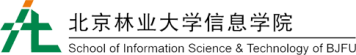 北京林业大学信息学院
School of Information Science & Technology of BJFU